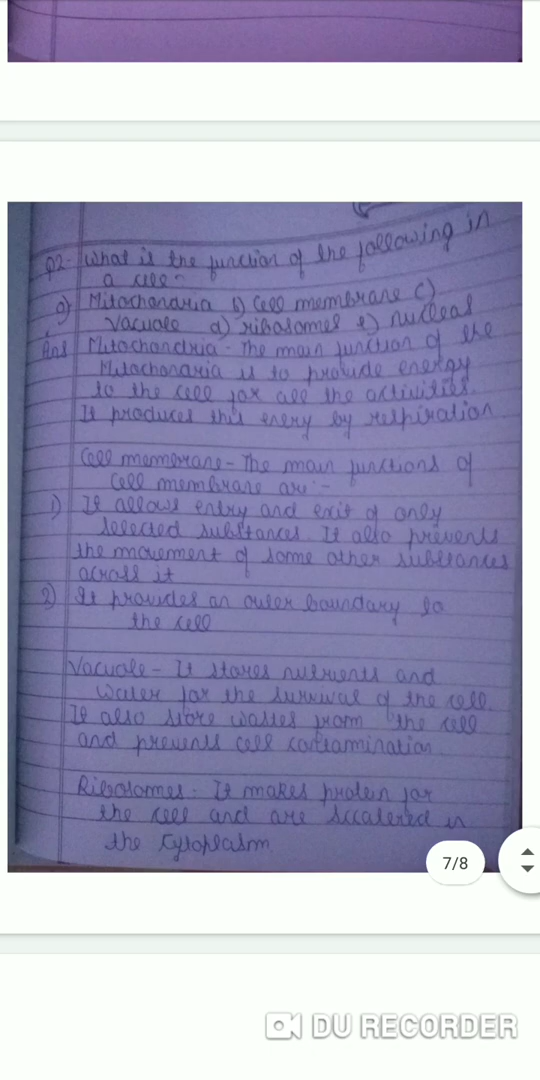 Q2- What is the function of the following in
a cell-
a) Mitochondria b) Cell membrane c)
Vacuole d) ribosomes e) nucleas
Ans Mitochondria - The main function of the
Mitochondria is to provide energy
to the cell for all the activities.
It produces this enery by respiration
Cell membrane - The main functions of
cell membrane are :-
1) It allows entry and exit of only
selected substances. It also prevents
the movement of some other substances
across it
2) It provides an outer boundary to
the cell
Vacuole - It stores nutrients and
water for the survival of the cell.
It also store wastes from the cell
and prevents cell contamination
Ribosomes - It makes protein for
the cell and are sccatered in
the cytoplasm
7/8
DU RECORDER